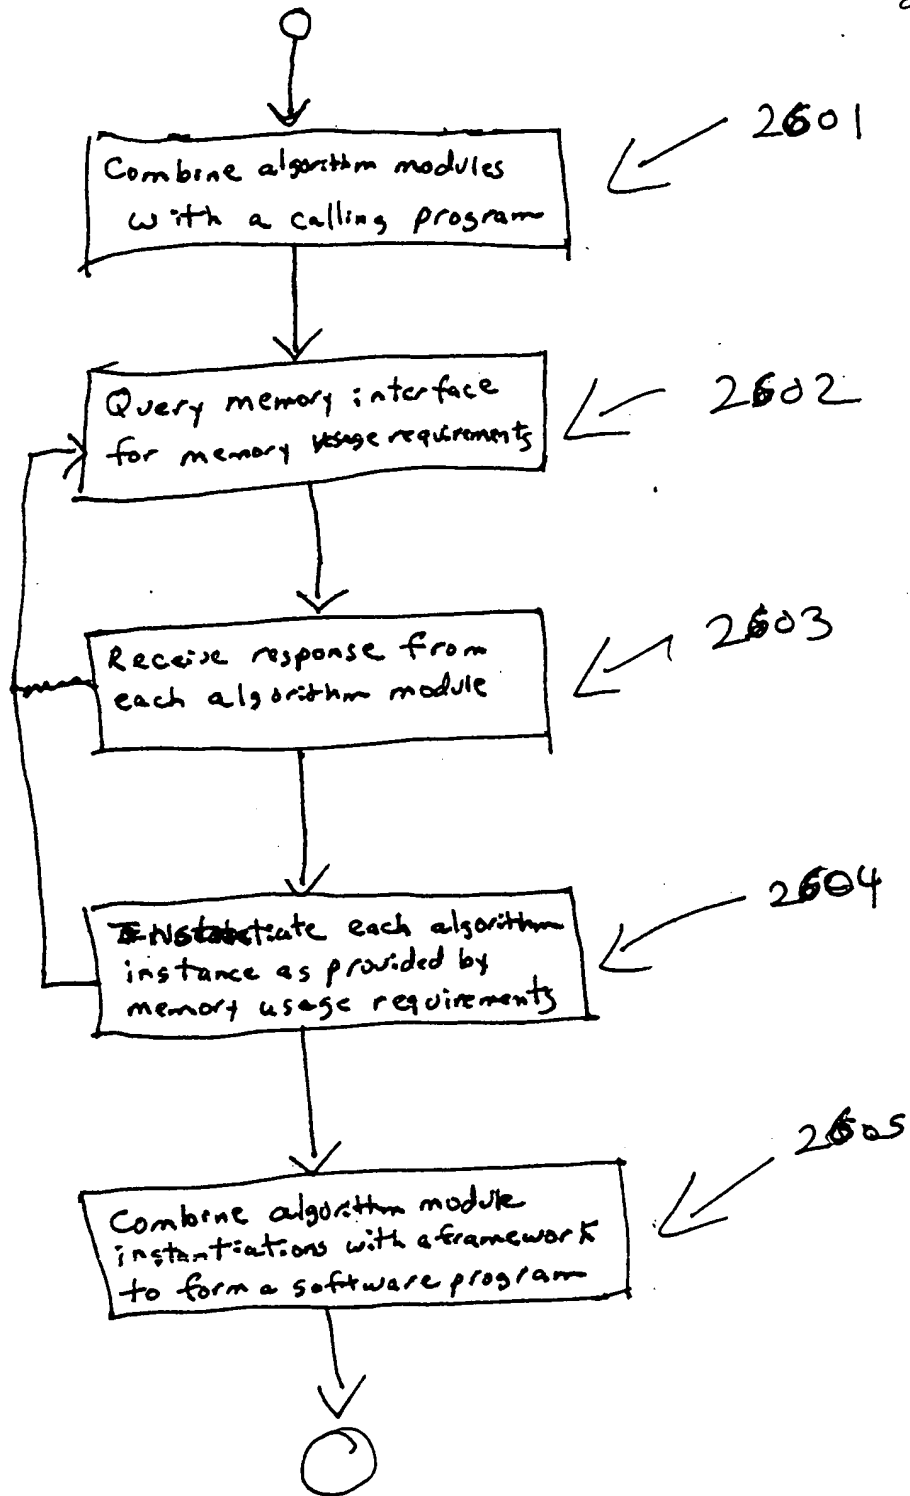 2601
Combine algorithm modules
with a calling program
2602
Query memory interface
for memory usage requirements
2603
Receive response from
each algorithm module
2604
Instantiate each algorithm
instance as provided by
memory usage requirements
2605
Combine algorithm module
instantiations with a framework
to form a software program